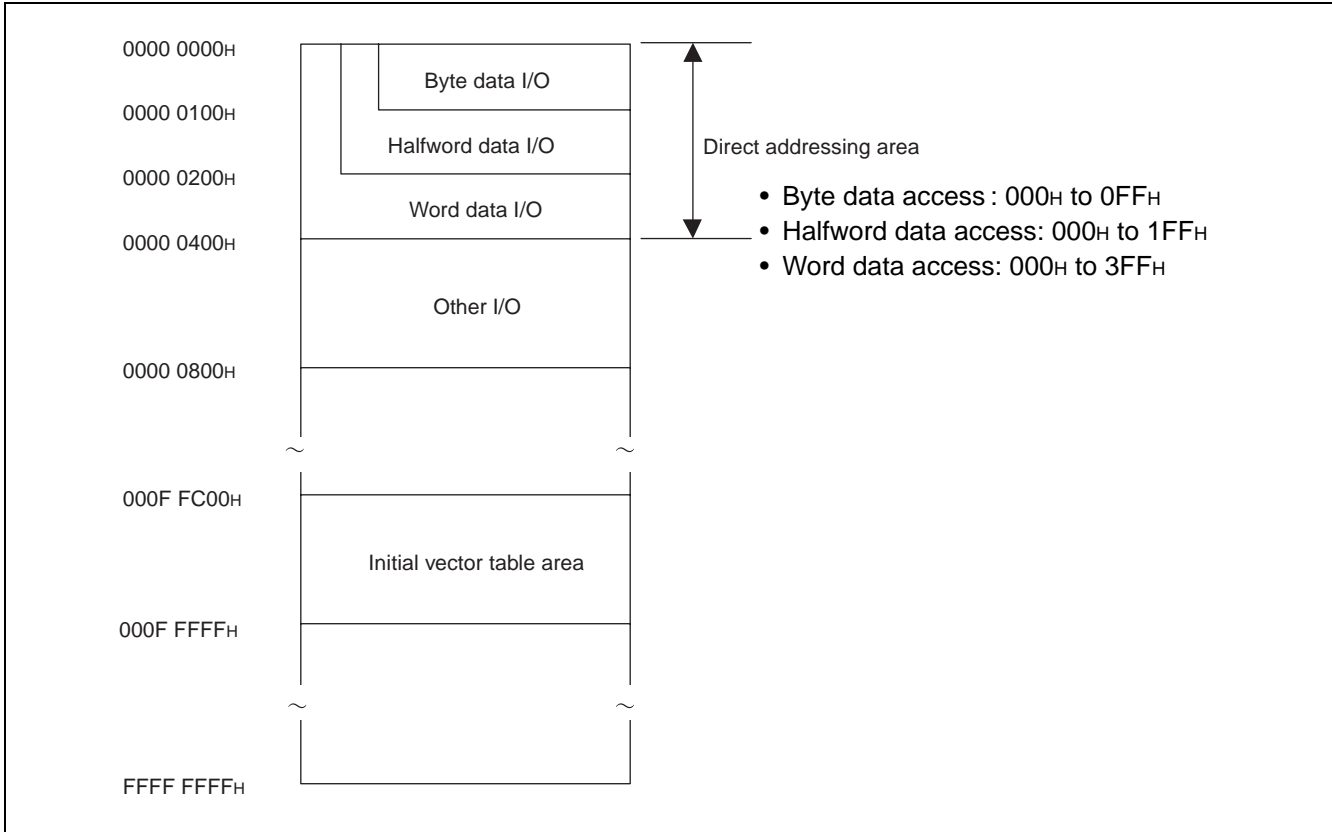 0000 0000H
Byte data I/O
0000 0100H
Halfword data I/O
Direct addressing area
0000 0200H
• Byte data access : 000H to 0FFH
Word data I/O
• Halfword data access: 000H to 1FFH
0000 0400H
• Word data access: 000H to 3FFH
Other I/O
0000 0800H
~ ~
000F FC00H
Initial vector table area
000F FFFFH
~ ~
FFFF FFFFH